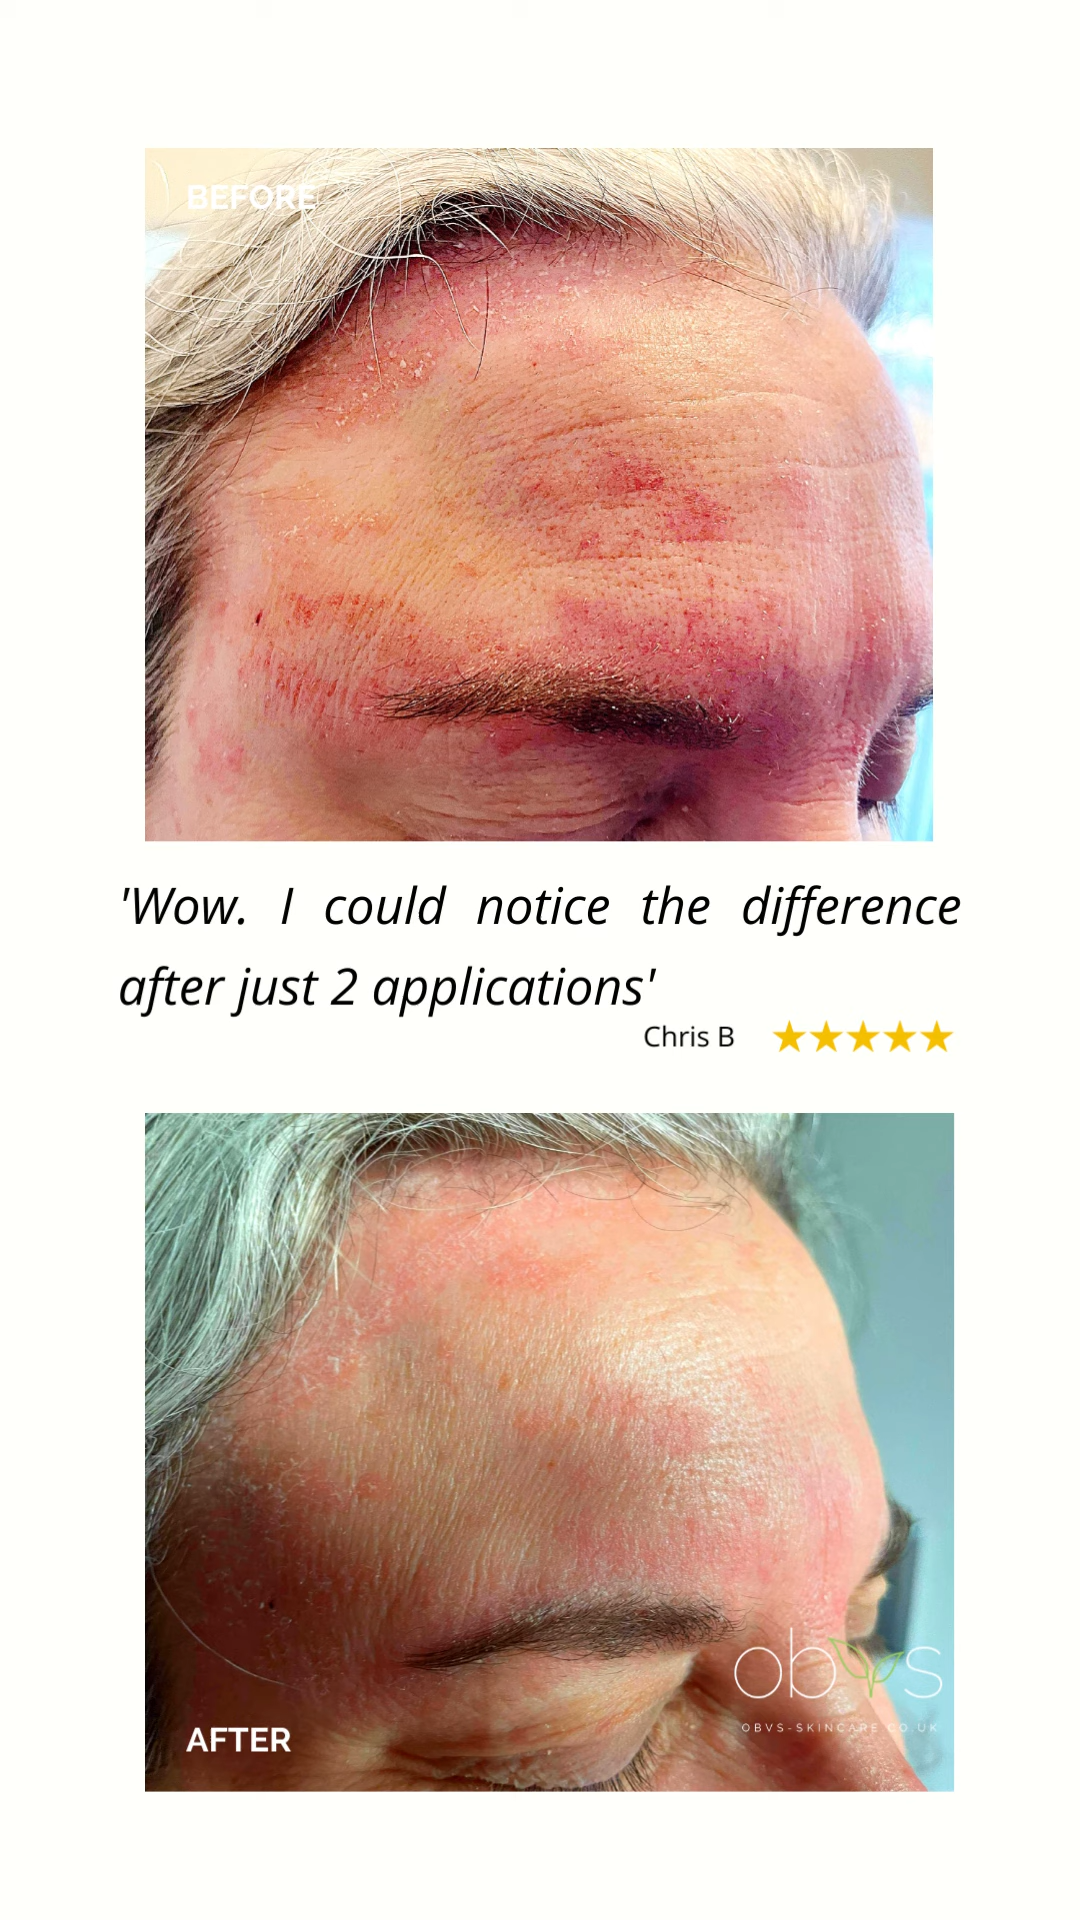 BEFORE
'Wow. I could notice the difference
after just 2 applications'
Chris B
obvs
OBVS-SKINCARE.CO.UK
AFTER